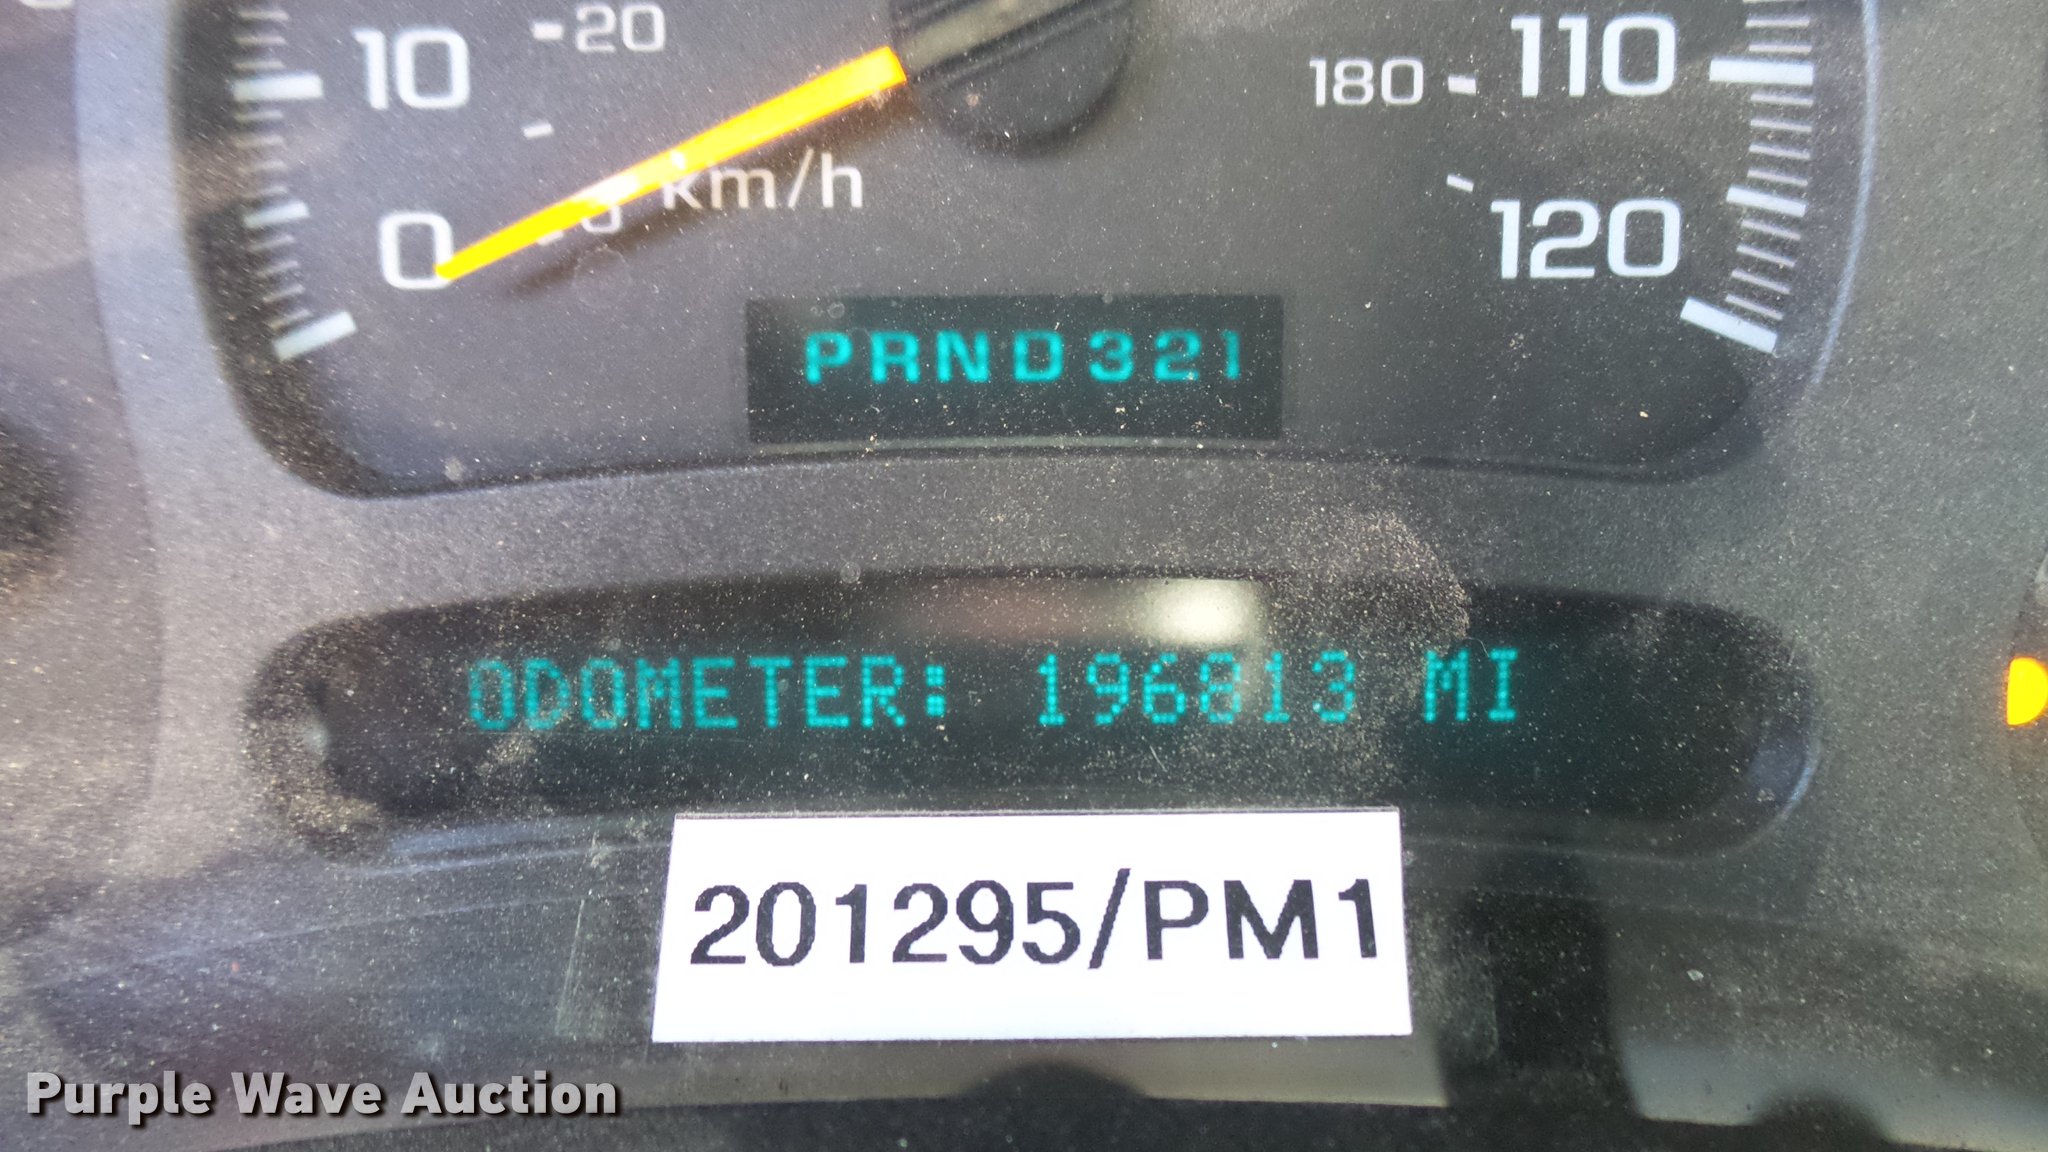 10
20
180
110
km/h
0
120
PRND321
ODOMETER: 196813 MI
201295/PM1
Purple Wave Auction